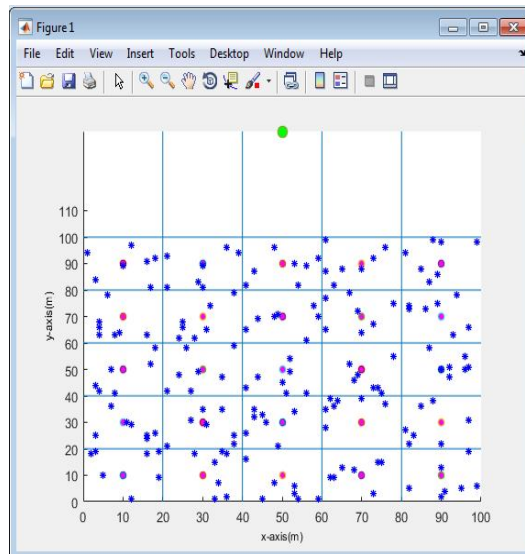 Figure 1
File Edit View Insert Tools Desktop Window Help
110
100
90
80
70
60
50
40
30
20
10
0
y-axis(m)
0 10 20 30 40 50 60 70 80 90 100
x-axis(m)